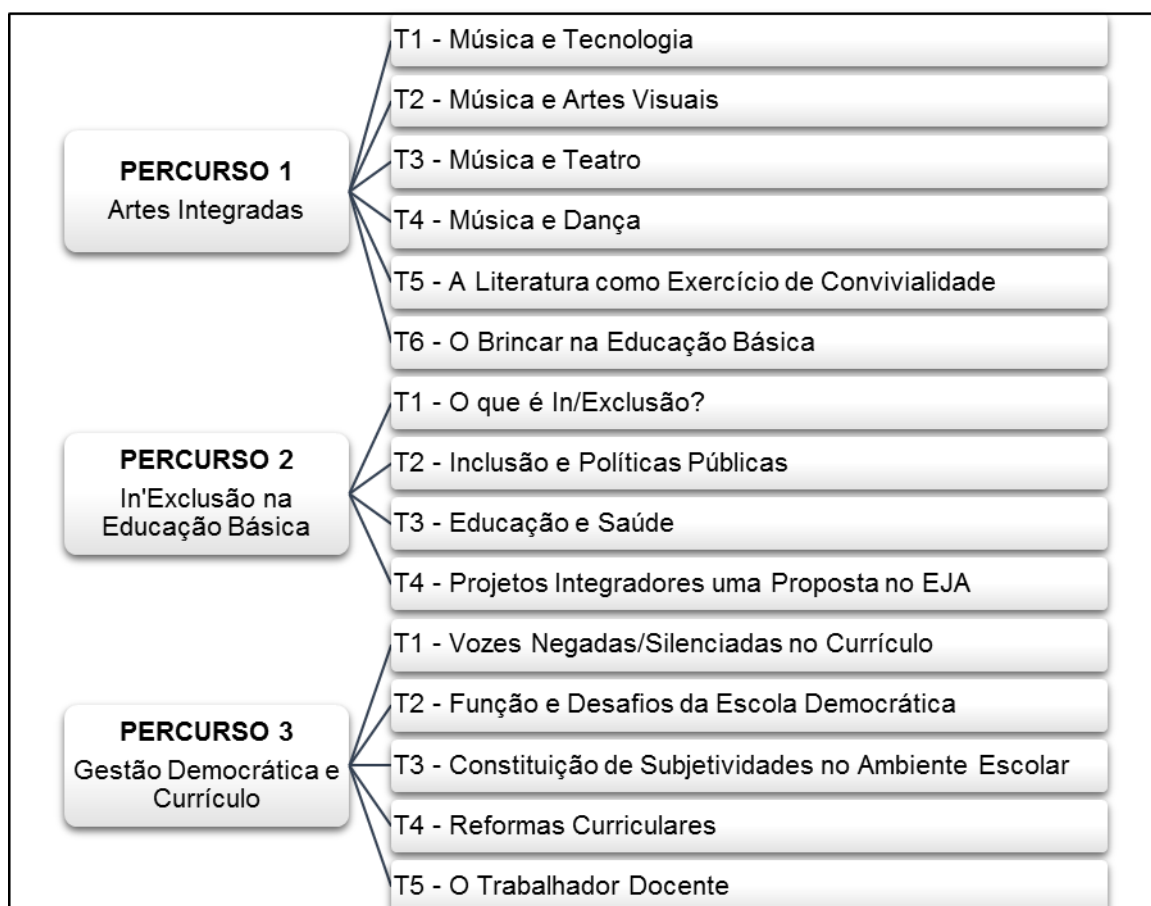 PERCURSO 1
Artes Integradas
T1 - Música e Tecnologia
T2 - Música e Artes Visuais
T3 - Música e Teatro
T4 - Música e Dança
T5 - A Literatura como Exercício de Convivialidade
T6 - O Brincar na Educação Básica
PERCURSO 2
In'Exclusão na
Educação Básica
T1 - O que é In/Exclusão?
T2 - Inclusão e Políticas Públicas
T3 - Educação e Saúde
T4 - Projetos Integradores uma Proposta no EJA
PERCURSO 3
Gestão Democrática e
Currículo
T1 - Vozes Negadas/Silenciadas no Currículo
T2 - Função e Desafios da Escola Democrática
T3 - Constituição de Subjetividades no Ambiente Escolar
T4 - Reformas Curriculares
T5 - O Trabalhador Docente